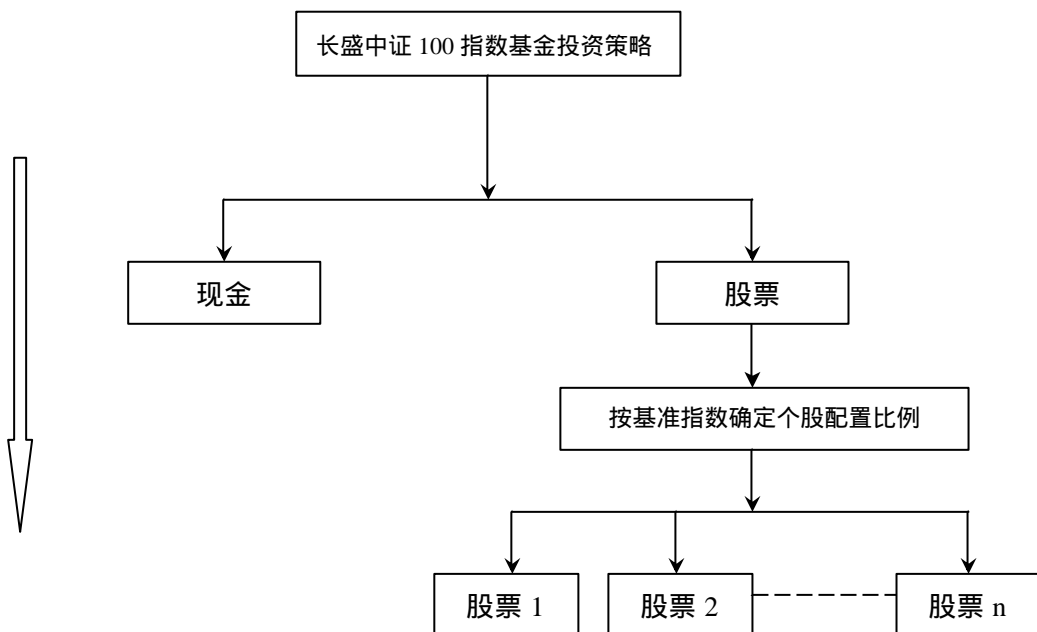 长盛中证 100 指数基金投资策略
现金
股票
按基准指数确定个股配置比例
股票 1
股票 2
股票 n